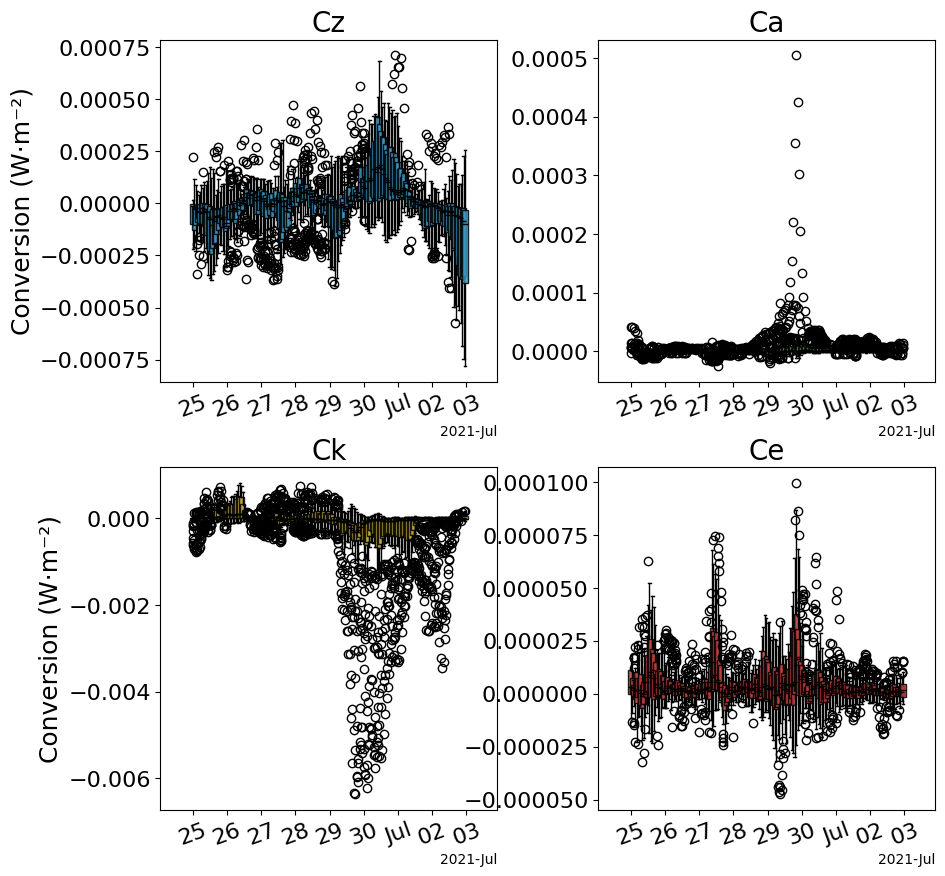 Cz
Ca
Conversion (W·m⁻²)
0.00075
0.00050
0.00025
0.00000
−0.00025
−0.00050
−0.00075
25 26 27 28 29 30 Jul 02 03
2021-Jul
0.0005
0.0004
0.0003
0.0002
0.0001
0.0000
25 26 27 28 29 30 Jul 02 03
2021-Jul
Ck
Ce
Conversion (W·m⁻²)
0.000
−0.002
−0.004
−0.006
25 26 27 28 29 30 Jul 02 03
2021-Jul
0.000100
0.000075
0.000050
0.000025
0.000000
−0.000025
−0.000050
25 26 27 28 29 30 Jul 02 03
2021-Jul